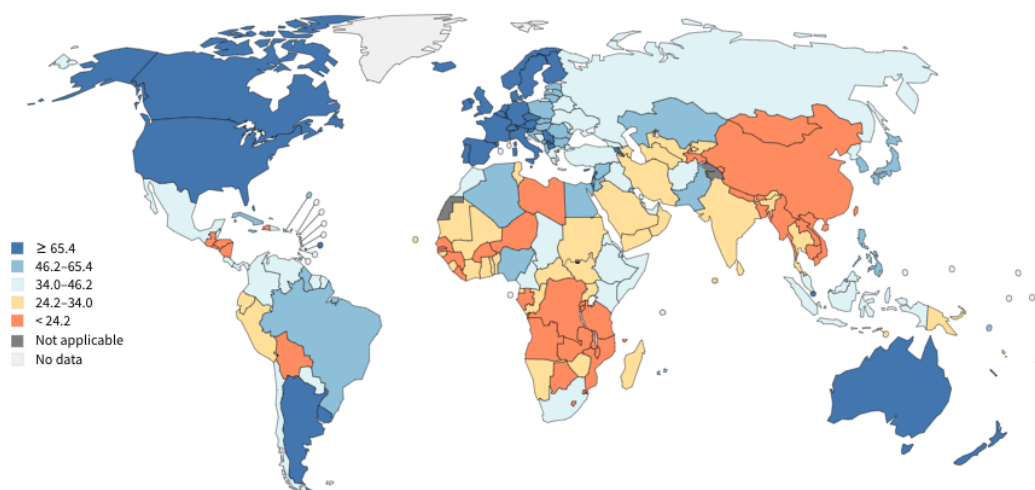 ≥ 65.4
46.2–65.4
34.0–46.2
24.2–34.0
< 24.2
Not applicable
No data